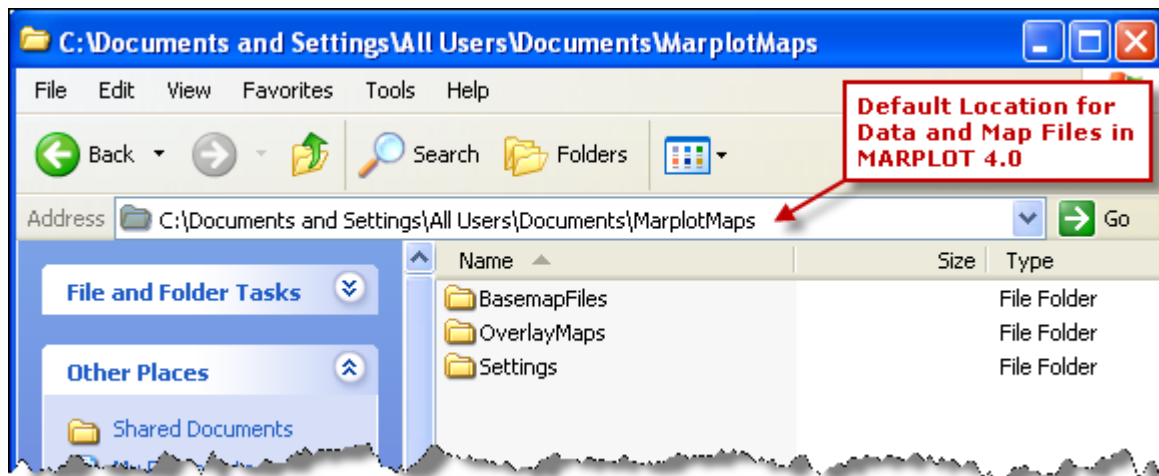 C:\Documents and Settings\All Users\Documents\MarplotMaps
File Edit View Favorites Tools Help
Default Location for
Data and Map Files in
MARPLOT 4.0
Back Search Folders
Address C:\Documents and Settings\All Users\Documents\MarplotMaps Go
Name Size Type
File and Folder Tasks
BasemapFiles File Folder
OverlayMaps File Folder
Settings File Folder
Other Places
Shared Documents